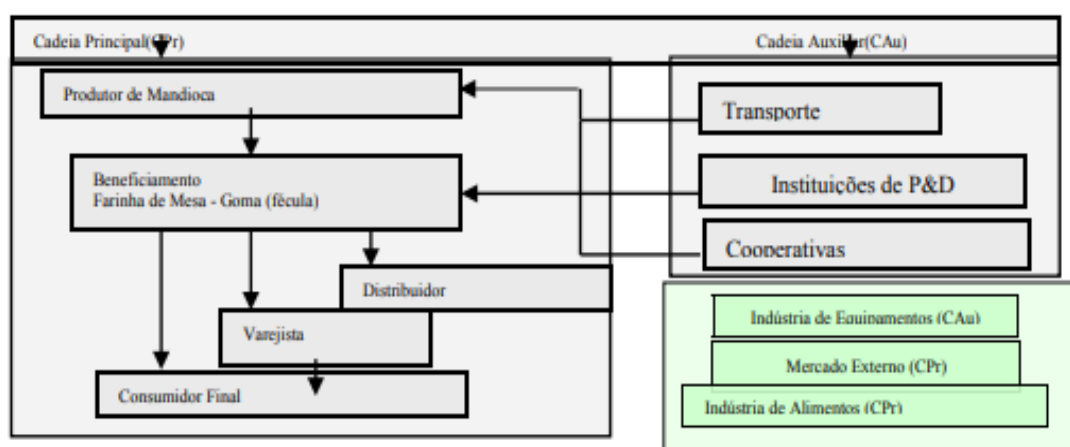 Cadeia Principal(CPr)
Cadeia Auxiliar(CAu)
Produtor de Mandioca
Transporte
Beneficiamento
Farinha de Mesa - Goma (fécula)
Instituições de P&D
Cooperativas
Distribuidor
Varejista
Consumidor Final
Indústria de Equipamentos (CAu)
Mercado Externo (CPr)
Indústria de Alimentos (CPr)